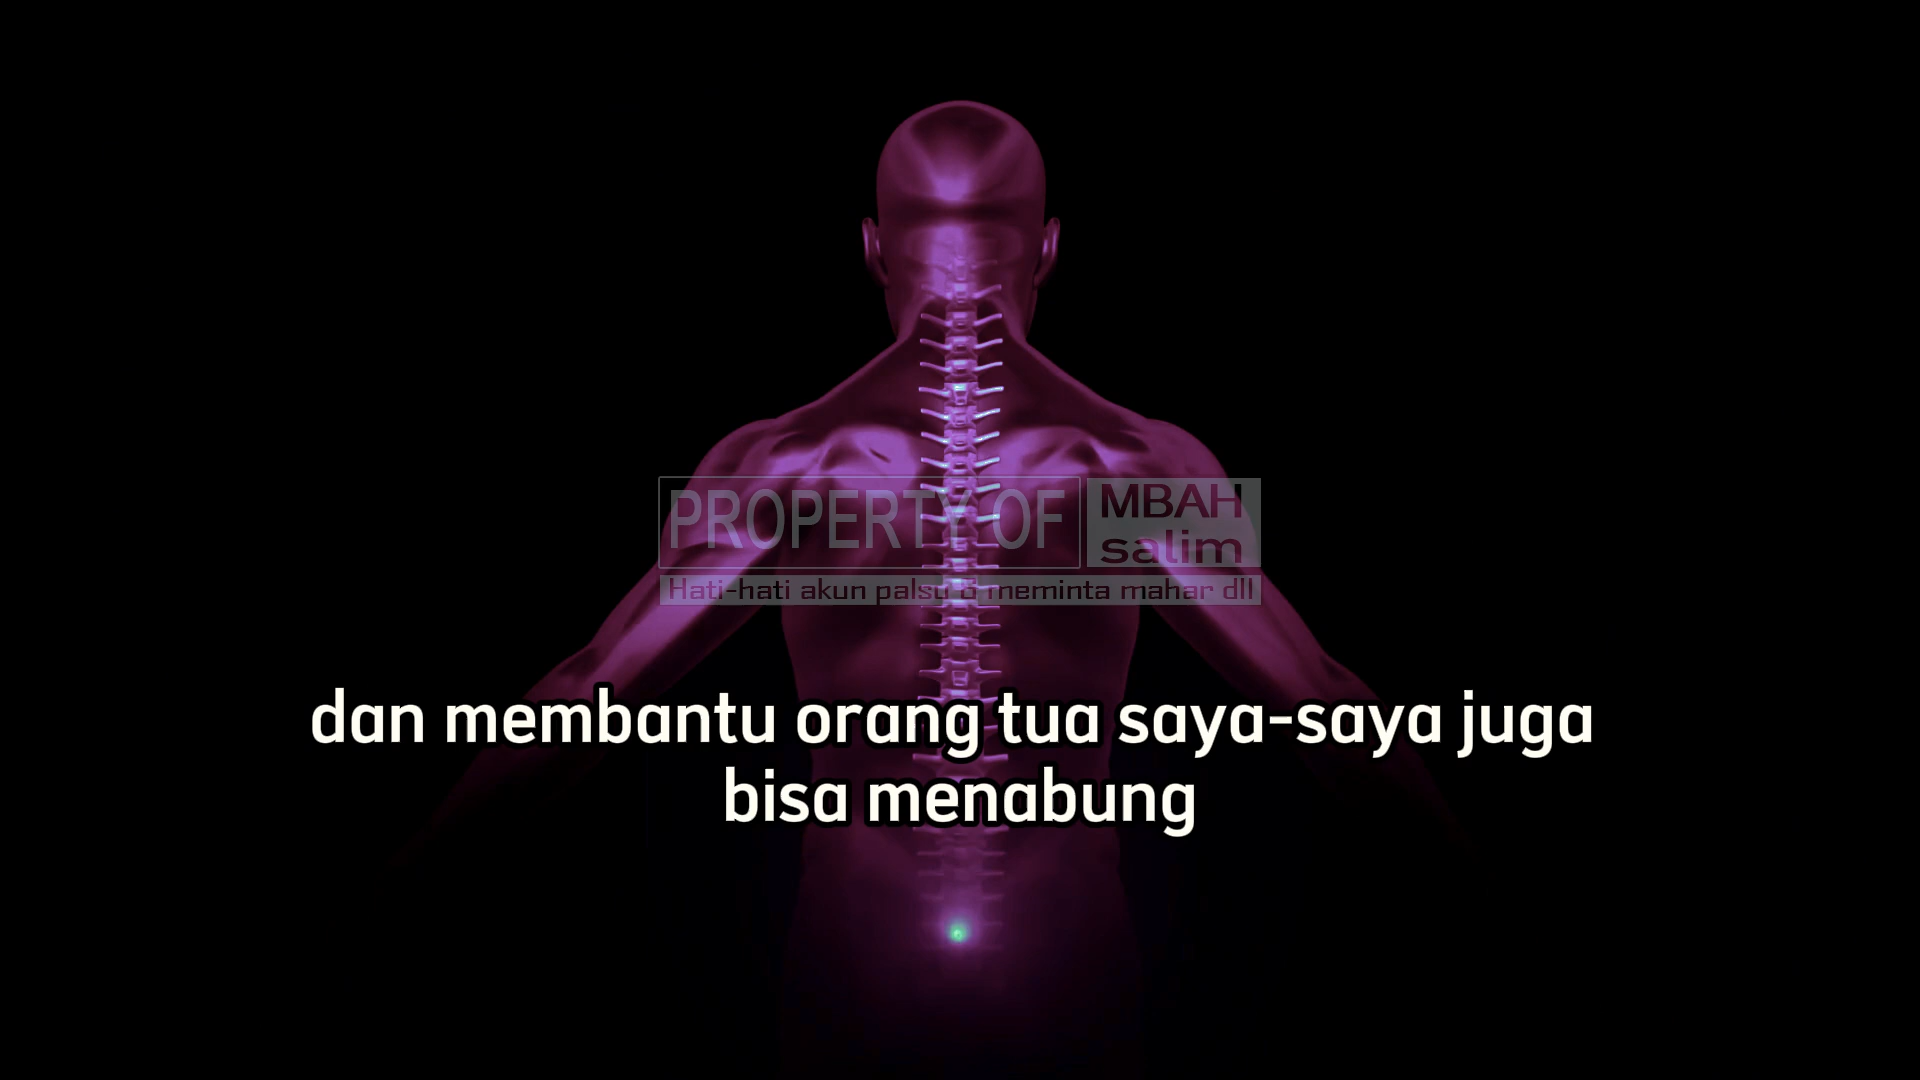 PROPERTY OF MBAH
salim
Hati-hati akun palsu & meminta mahar dll
dan membantu orang tua saya-saya juga
bisa menabung